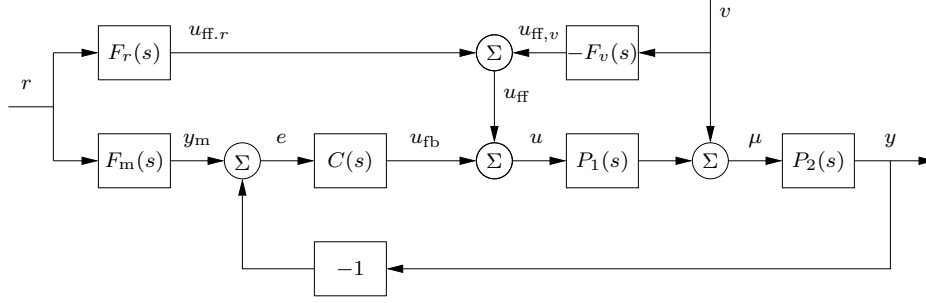 v
u_ff.r
u_ff,v
F_r(s)
Σ
−F_v(s)
r
u_ff
y_m
e
u_fb
u
μ
y
F_m(s)
Σ
C(s)
Σ
P_1(s)
Σ
P_2(s)
−1